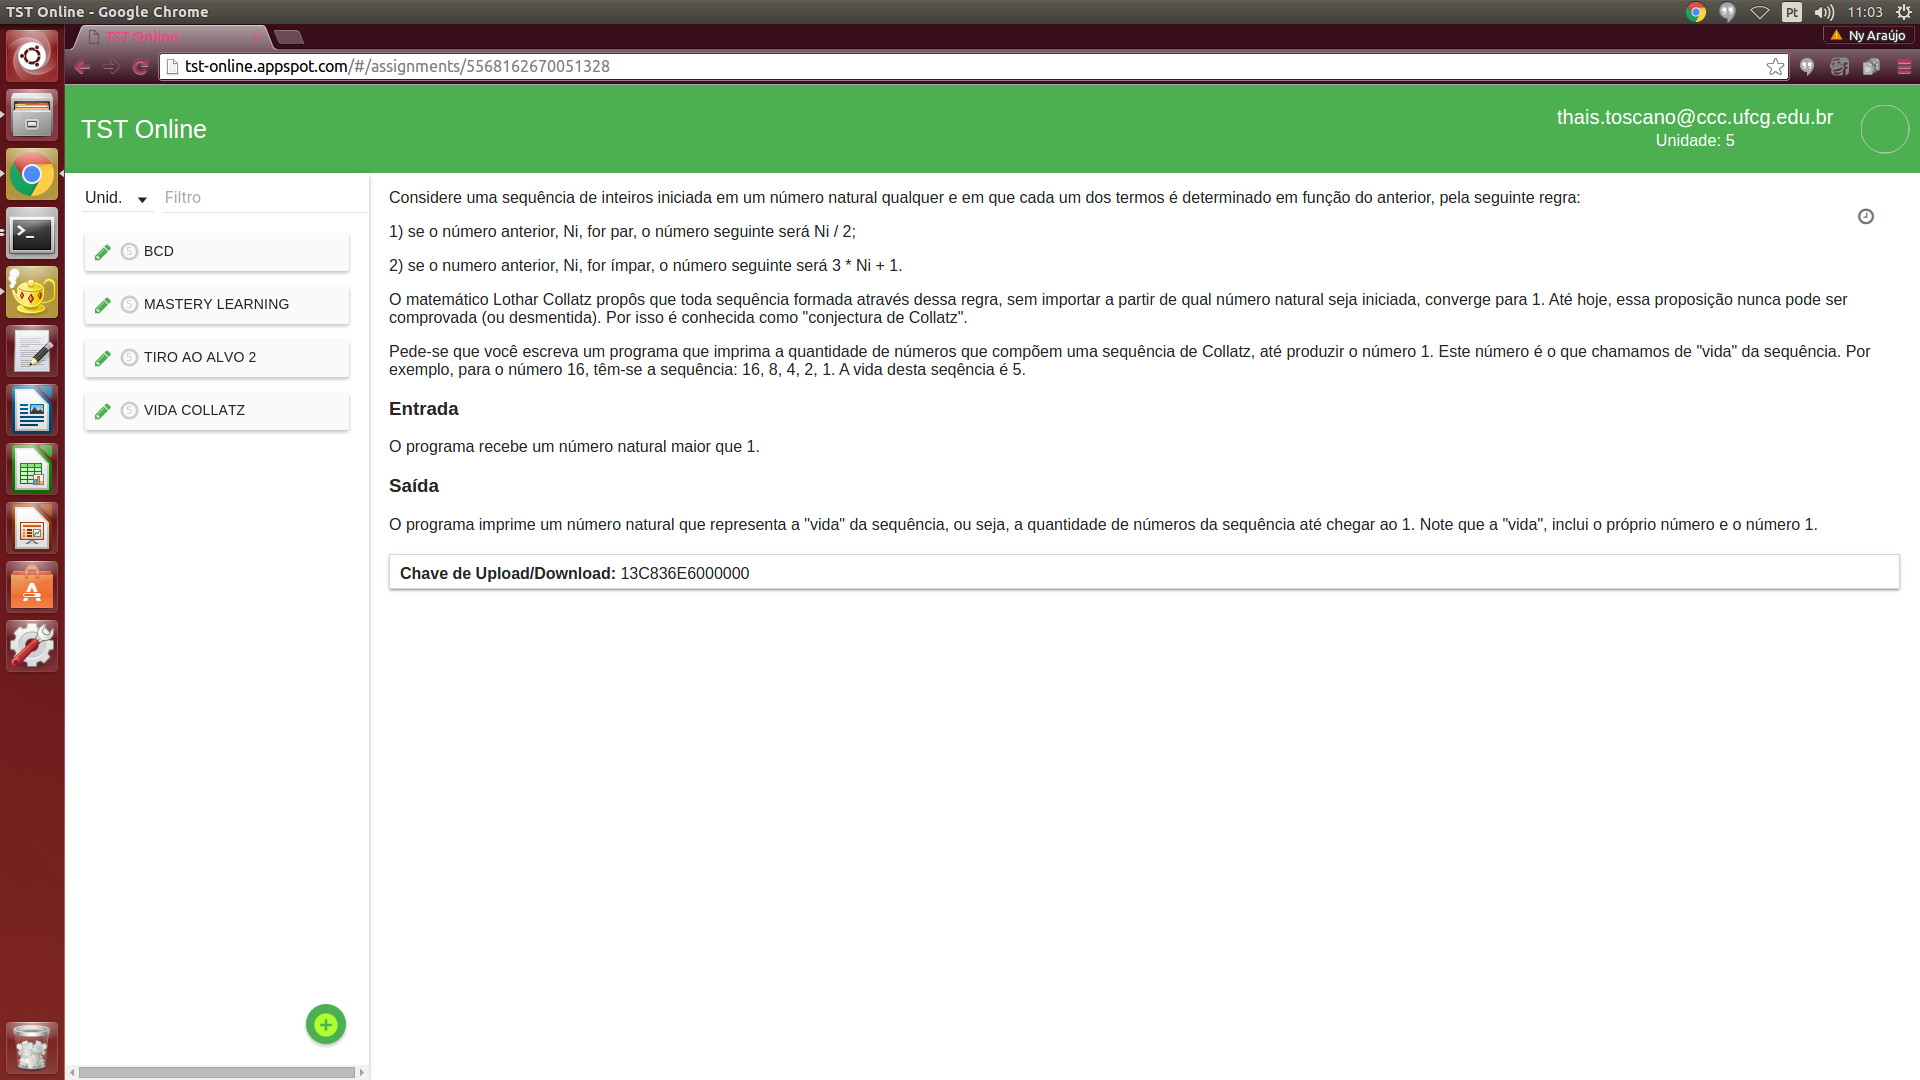 TST Online - Google Chrome
Pt
11:03
TST Online
Ny Araújo
tst-online.appspot.com/#/assignments/5568162670051328
TST Online
thais.toscano@ccc.ufcg.edu.br
Unidade: 5
Unid.
Filtro
5 BCD
5 MASTERY LEARNING
5 TIRO AO ALVO 2
5 VIDA COLLATZ
Considere uma sequência de inteiros iniciada em um número natural qualquer e em que cada um dos termos é determinado em função do anterior, pela seguinte regra:
1) se o número anterior, Ni, for par, o número seguinte será Ni / 2;
2) se o numero anterior, Ni, for ímpar, o número seguinte será 3 * Ni + 1.
O matemático Lothar Collatz propôs que toda sequência formada através dessa regra, sem importar a partir de qual número natural seja iniciada, converge para 1. Até hoje, essa proposição nunca pode ser
comprovada (ou desmentida). Por isso é conhecida como "conjectura de Collatz".
Pede-se que você escreva um programa que imprima a quantidade de números que compõem uma sequência de Collatz, até produzir o número 1. Este número é o que chamamos de "vida" da sequência. Por
exemplo, para o número 16, têm-se a sequência: 16, 8, 4, 2, 1. A vida desta seqência é 5.
Entrada
O programa recebe um número natural maior que 1.
Saída
O programa imprime um número natural que representa a "vida" da sequência, ou seja, a quantidade de números da sequência até chegar ao 1. Note que a "vida", inclui o próprio número e o número 1.
Chave de Upload/Download: 13C836E6000000